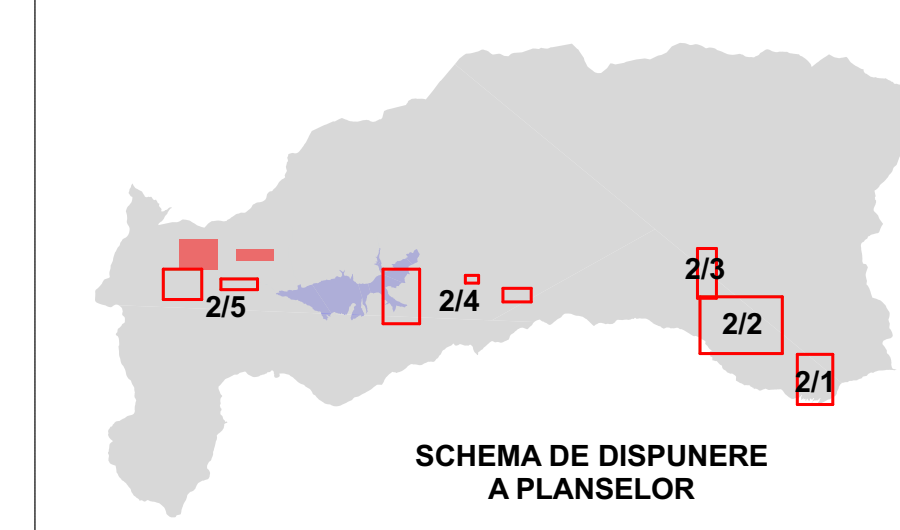 2/3
2/5
2/4
2/2
2/1
SCHEMA DE DISPUNERE
A PLANSELOR